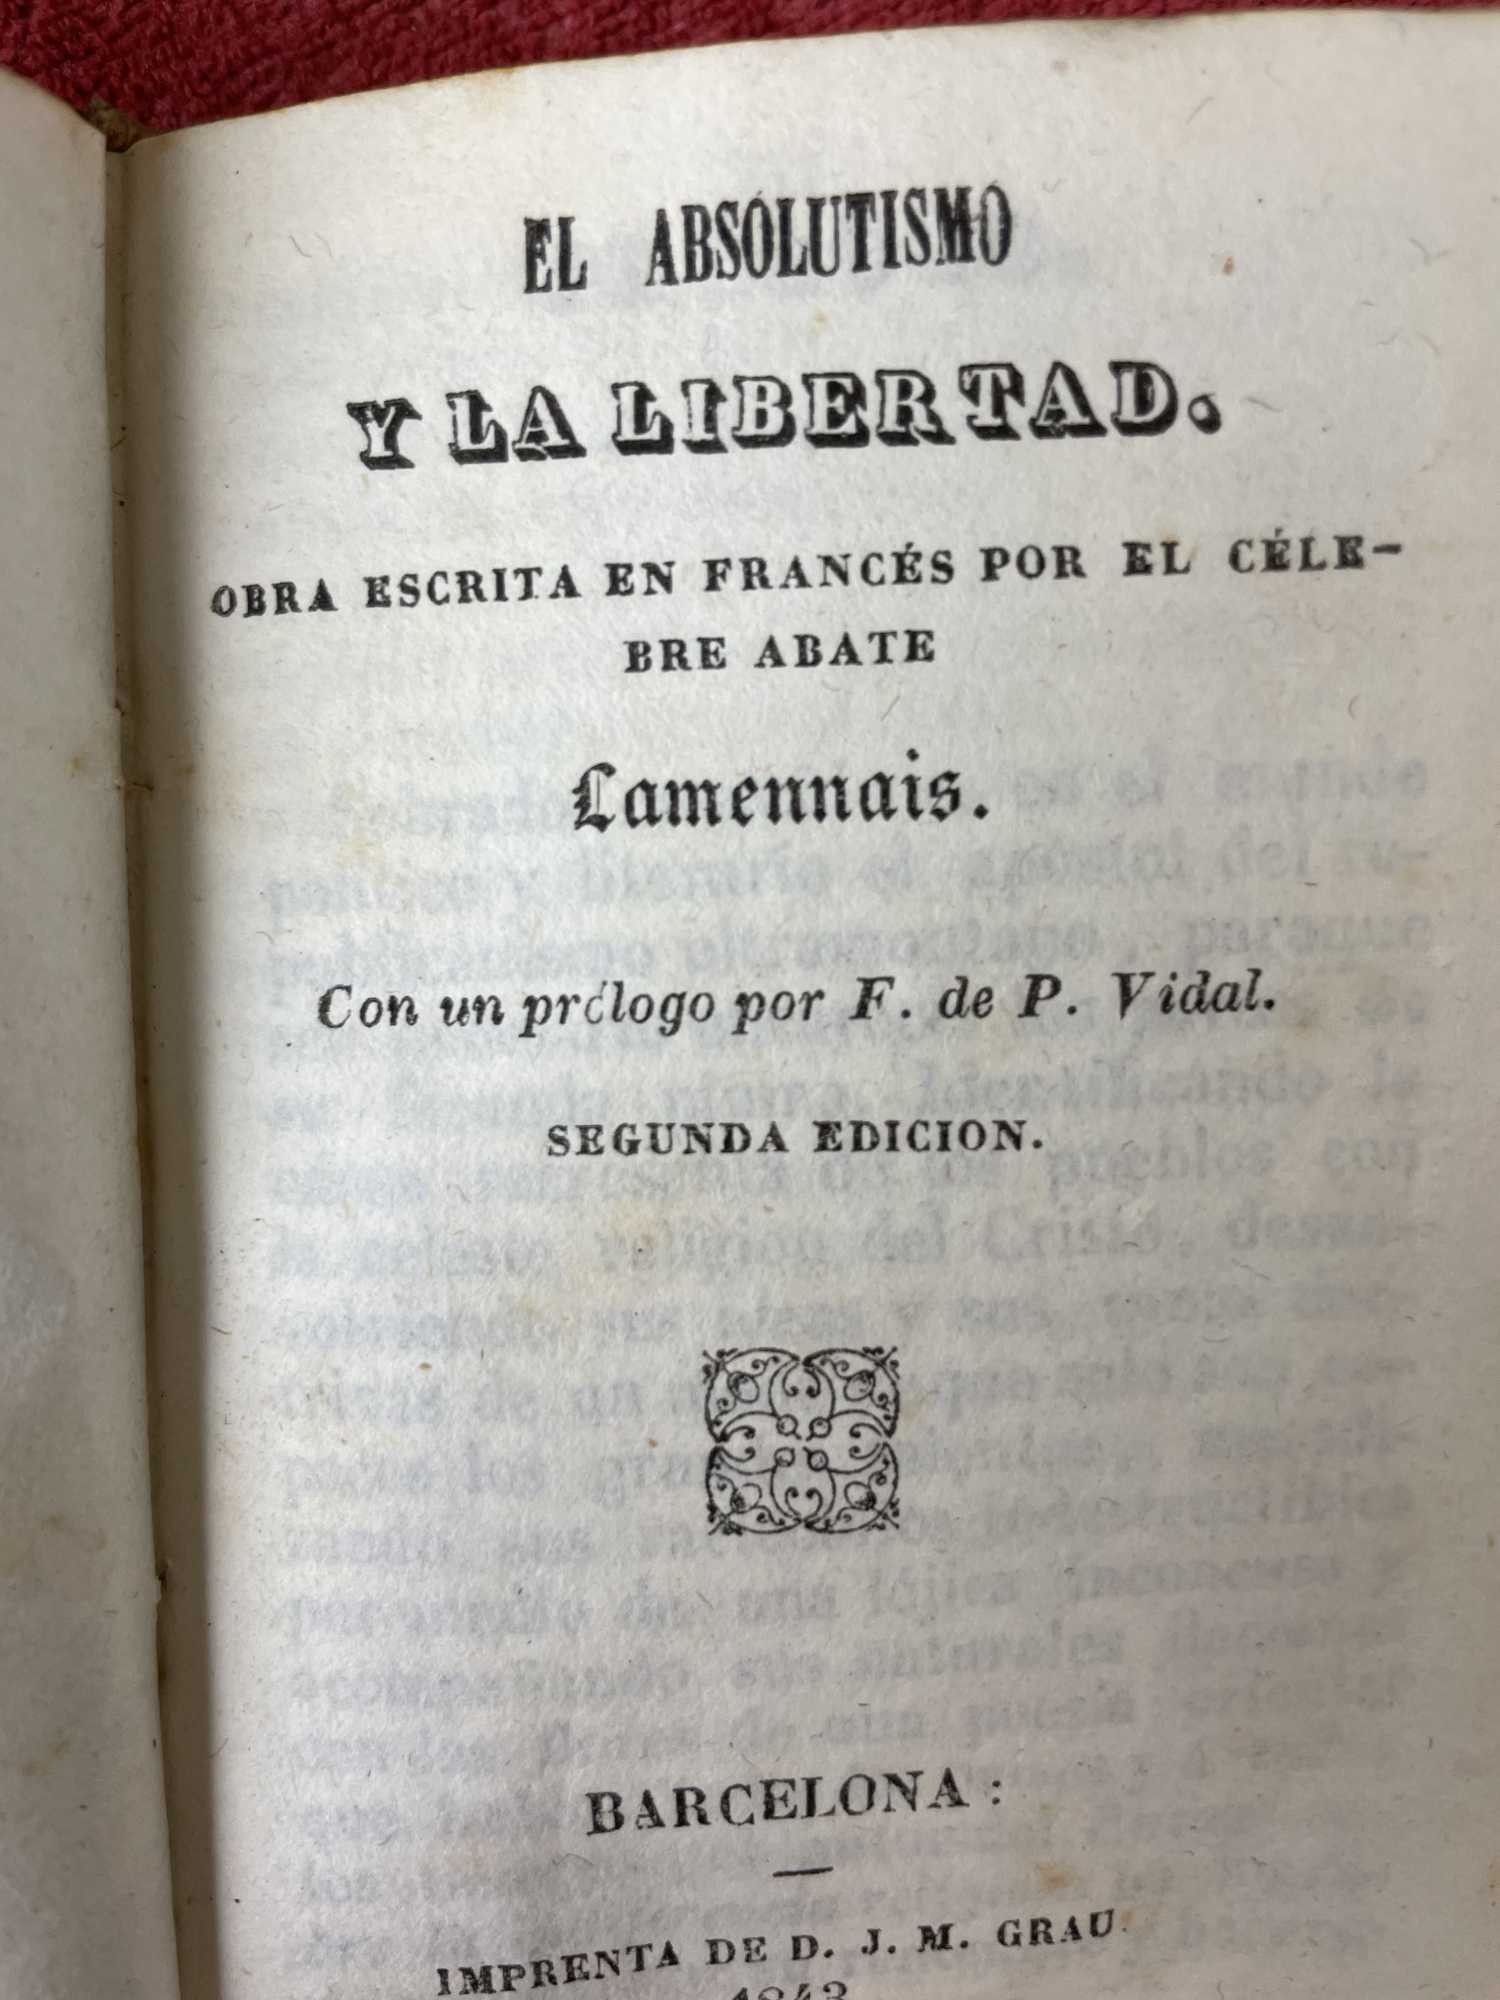 EL ABSOLUTISMO
Y LA LIBERTAD.
OBRA ESCRITA EN FRANCÉS POR EL CÉLE-
BRE ABATE
Lamennais.
Con un prólogo por F. de P. Vidal.
SEGUNDA EDICION.
BARCELONA:
IMPRENTA DE D. J. M. GRAU.
1843